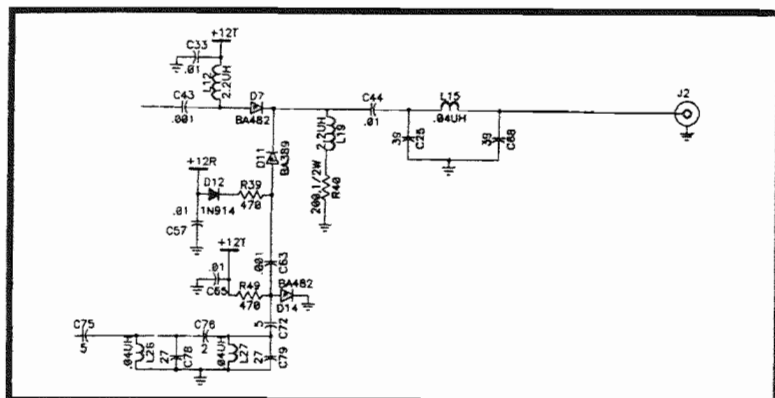 +12T
C33
.01
L12
2.2UH
C43
.001
D7
BA482
C44
.01
L15
.04UH
J2
2.2UH
L19
39
C25
39
C68
D11
BA389
+12R
D12
1N914
R39
470
200,1/2W
R40
.01
C57
+12T
.01
C65
R49
470
.001
C63
BA482
D14
5
C72
C75
5
.04UH
L26
27
C78
C76
2
.04UH
L27
27
C79